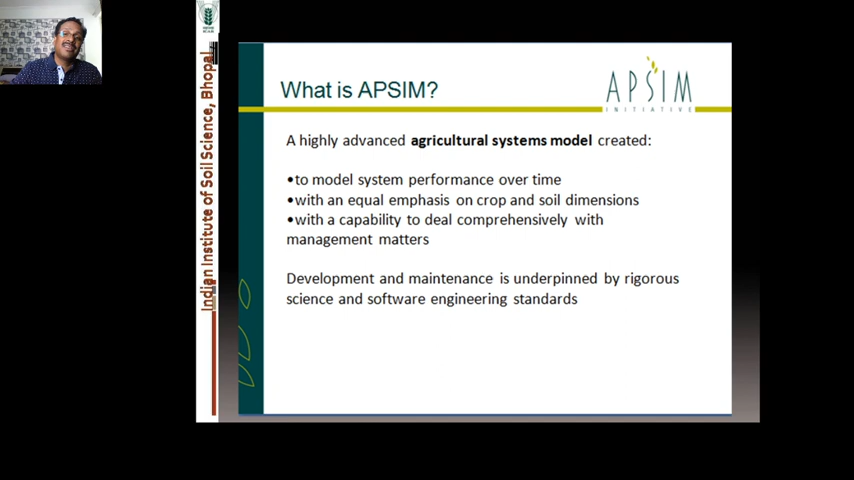 Indian Institute of Soil Science, Bhopal
What is APSIM?
APSIM
INITIATIVE
A highly advanced agricultural systems model created:
•to model system performance over time
•with an equal emphasis on crop and soil dimensions
•with a capability to deal comprehensively with
management matters
Development and maintenance is underpinned by rigorous
science and software engineering standards